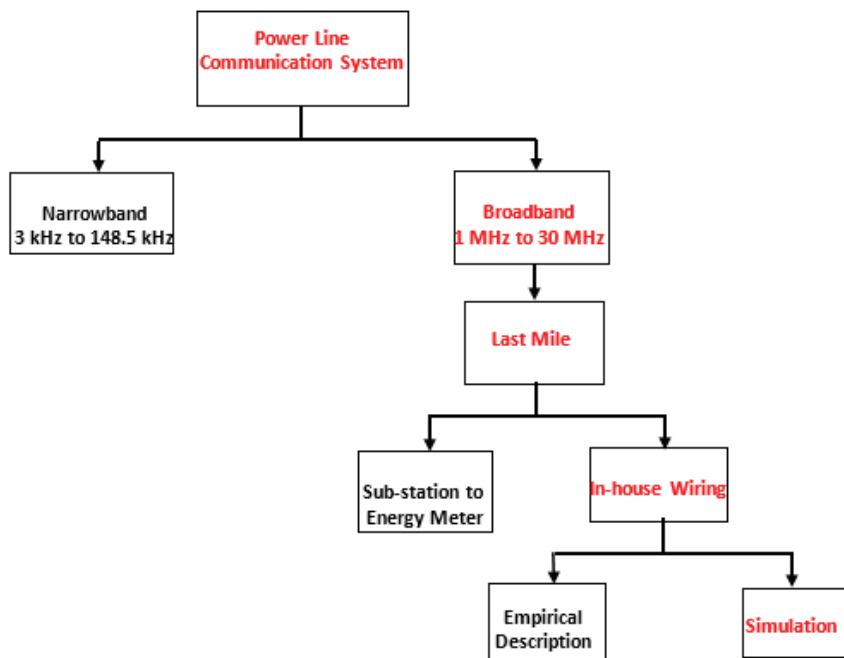 Power Line
Communication System
Narrowband
3 kHz to 148.5 kHz
Broadband
1 MHz to 30 MHz
Last Mile
Sub-station to
Energy Meter
In-house Wiring
Empirical
Description
Simulation